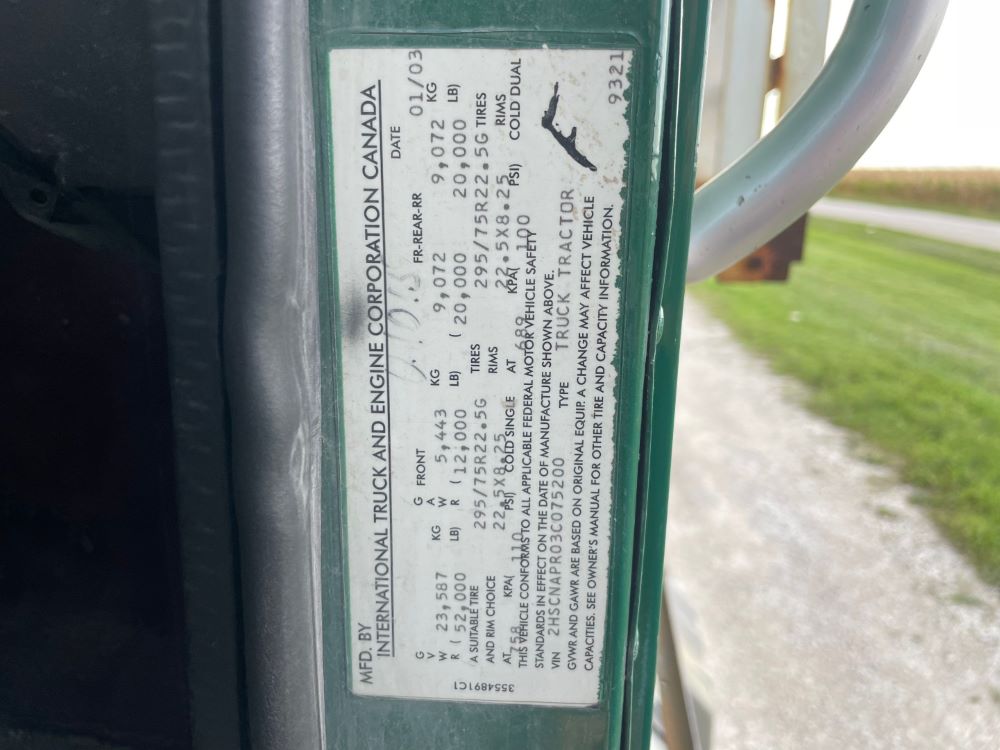 MFD. BY
INTERNATIONAL TRUCK AND ENGINE CORPORATION CANADA
DATE 01/03
G V W R 23,587 KG G A W R FRONT 5,443 KG FR-REAR-RR 9,072 9,072 KG
( 52,000 LB) ( 12,000 LB) ( 20,000 20,000 LB)
A SUITABLE TIRE 295/75R22.5G TIRES 295/75R22.5G TIRES
AND RIM CHOICE 22.5X8.25 RIMS 22.5X8.25 RIMS
AT 758 KPA( 110 PSI) COLD SINGLE AT 689 KPA( 100 PSI) COLD DUAL
THIS VEHICLE CONFORMS TO ALL APPLICABLE FEDERAL MOTOR VEHICLE SAFETY
STANDARDS IN EFFECT ON THE DATE OF MANUFACTURE SHOWN ABOVE.
VIN 2HSCNAPR03C075200 TYPE TRUCK TRACTOR
GVWR AND GAWR ARE BASED ON ORIGINAL EQUIP. A CHANGE MAY AFFECT VEHICLE
CAPACITIES. SEE OWNER'S MANUAL FOR OTHER TIRE AND CAPACITY INFORMATION.
9321
3554891C1